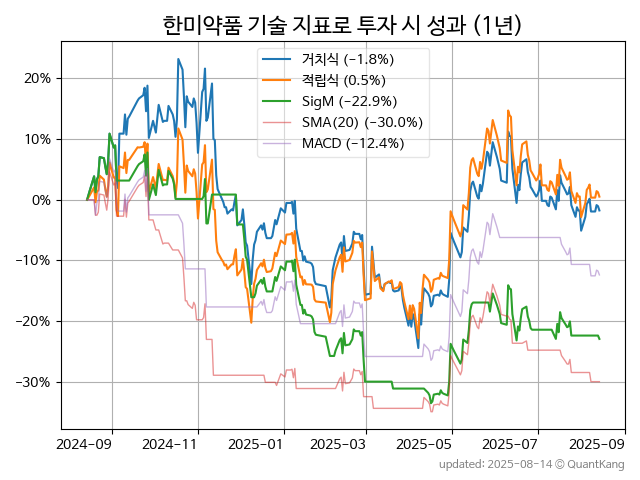 한미약품 기술 지표로 투자 시 성과 (1년)
거치식 (−1.8%)
적립식 (0.5%)
SigM (−22.9%)
SMA(20) (−30.0%)
MACD (−12.4%)
20%
10%
0%
−10%
−20%
−30%
2024-09 2024-11 2025-01 2025-03 2025-05 2025-07 2025-09
updated: 2025-08-14 © QuantKang